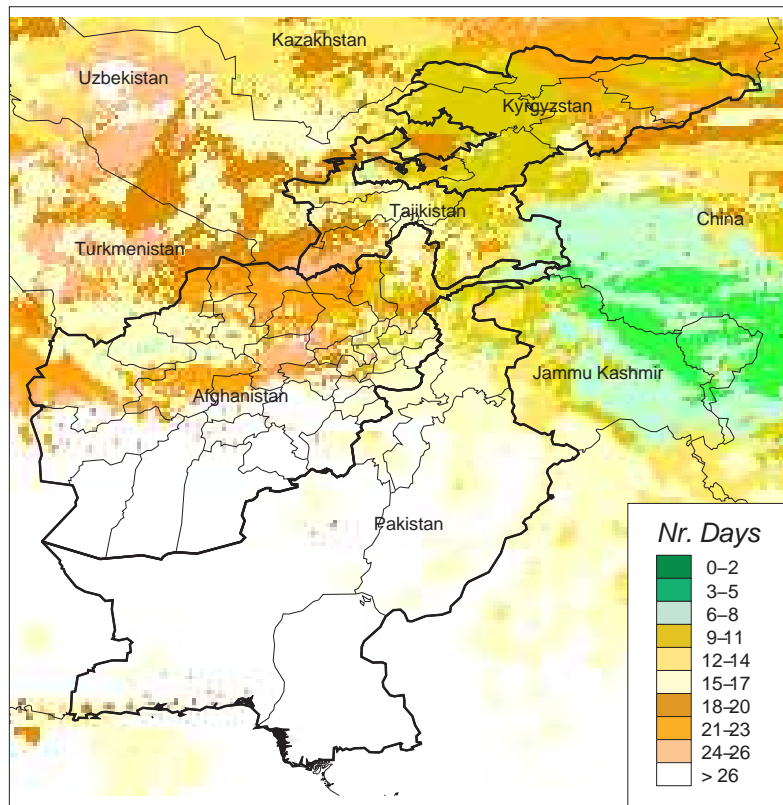 Kazakhstan
Uzbekistan
Kyrgyzstan
Tajikistan
China
Turkmenistan
Jammu Kashmir
Afghanistan
Pakistan
Nr. Days
0–2
3–5
6–8
9–11
12–14
15–17
18–20
21–23
24–26
> 26